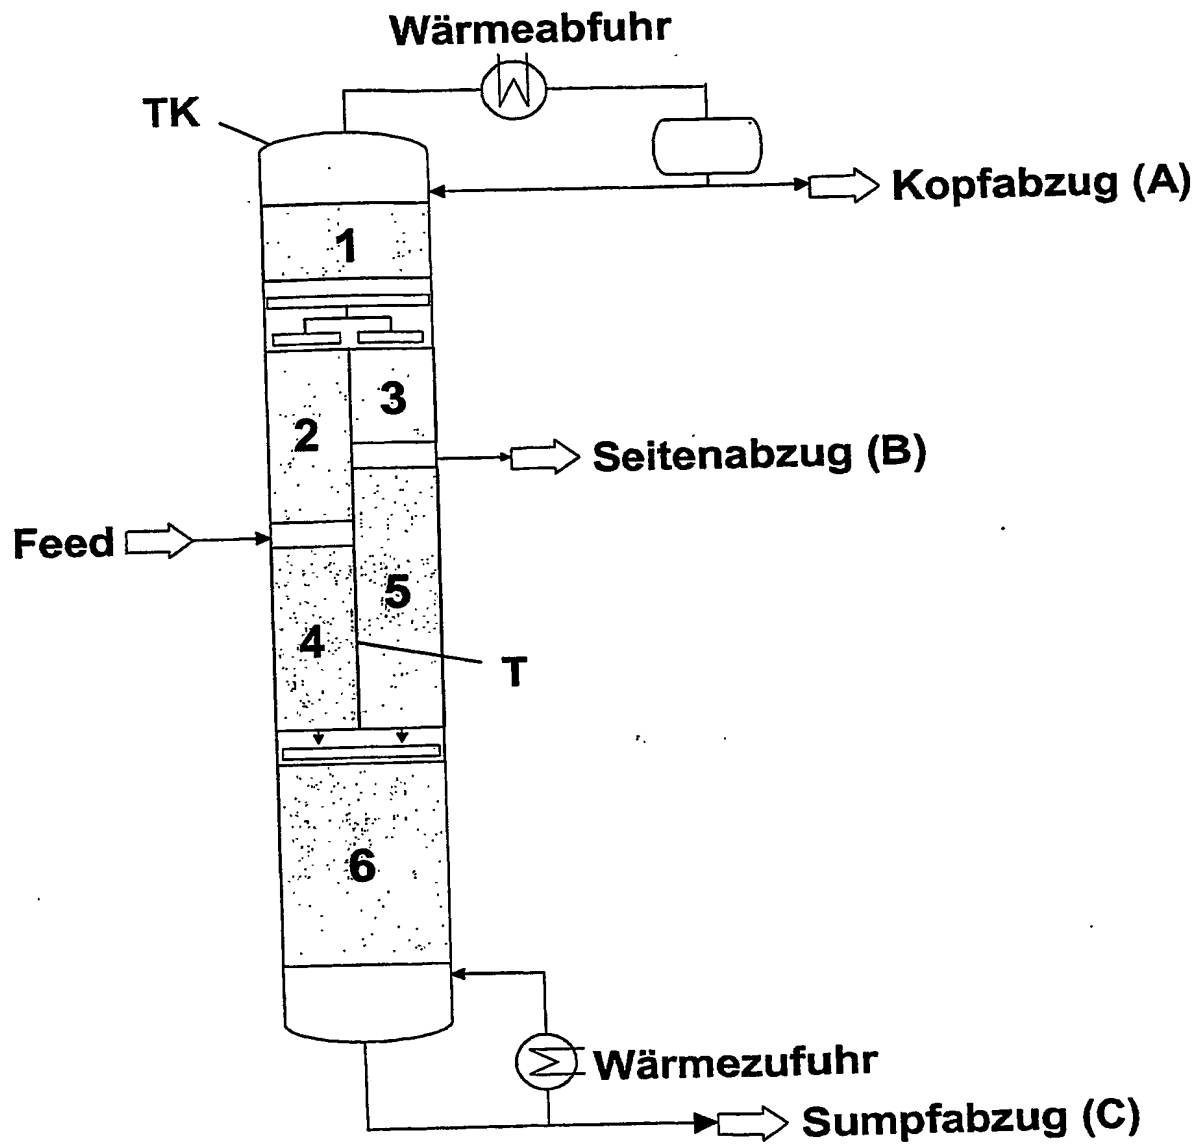 Wärmeabfuhr
TK
Kopfabzug (A)
1
3
2
Seitenabzug (B)
Feed
5
4
T
6
Wärmezufuhr
Sumpfabzug (C)